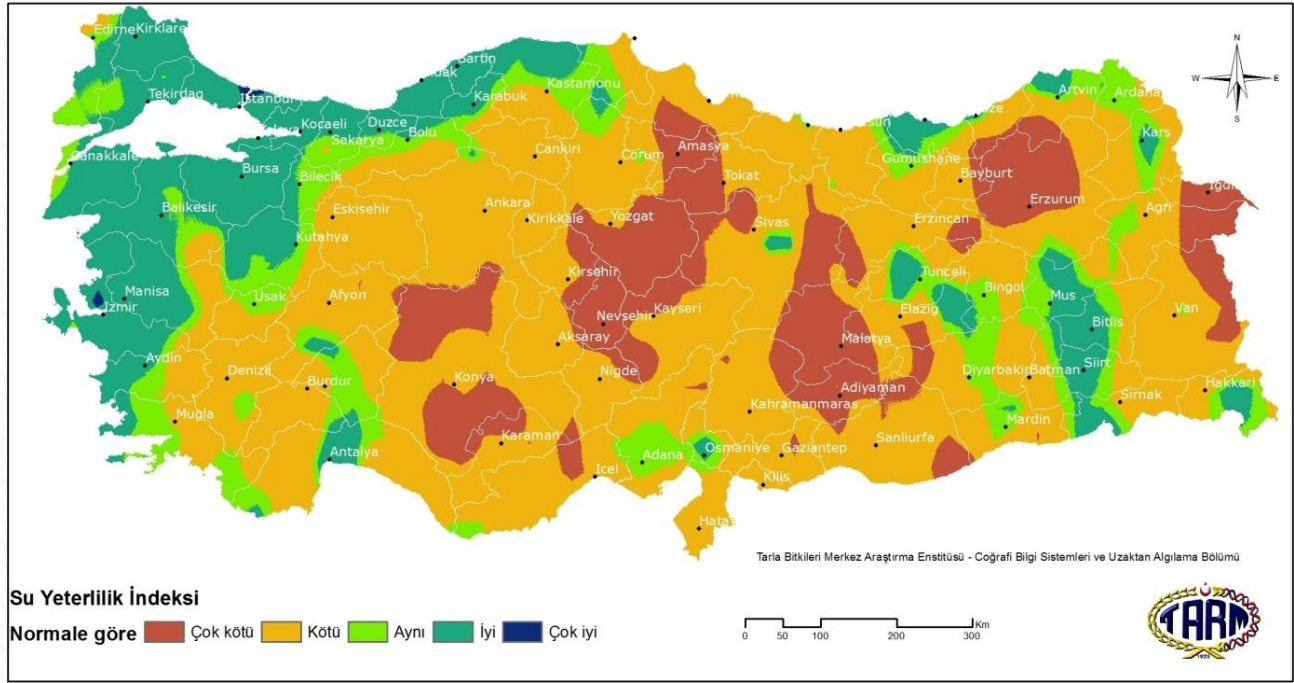 Edirne Kirklare
Bartin
Tekirdag
Istanbul
Kastamonu
Karabuk
Artvin
Ardaha
Kocaeli
Duzce
Sakarya
Bolu
Kars
Canakkale
Bursa
Bilecik
Cankiri
Corum
Amasya
Gumushane
Tokat
Bayburt
Igdi
Balikesir
Eskisehir
Ankara
Kirikkale
Yozgat
Sivas
Erzincan
Erzurum
Agri
Kutahya
Manisa
Izmir
Usak
Afyon
Kirsehir
Nevsehir
Kayseri
Tunceli
Elazig
Bingol
Mus
Bitlis
Van
Aksaray
Malatya
Aydin
Denizli
Burdur
Konya
Nigde
Adiyaman
Diyarbakir
Batman
Siirt
Hakkari
Mugla
Kahramanmaras
Sirnak
Karaman
Mardin
Antalya
Icel
Adana
Osmaniye
Gaziantep
Sanliurfa
Kilis
Hatay
N
W E
S
Tarla Bitkileri Merkez Araştırma Enstitüsü - Coğrafi Bilgi Sistemleri ve Uzaktan Algılama Bölümü
Su Yeterlilik İndeksi
Normale göre Çok kötü Kötü Aynı İyi Çok iyi
0 50 100 200 300 Km
TARM